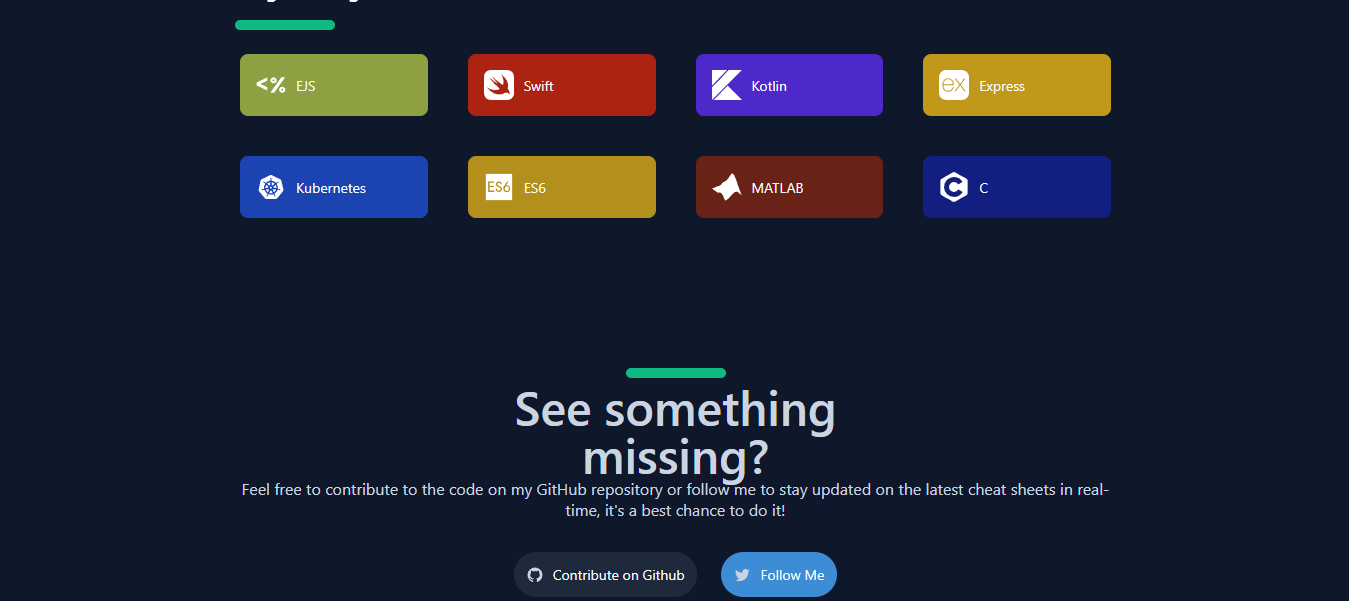 <% EJS
Swift
Kotlin
ex Express
Kubernetes
ES6 ES6
MATLAB
C C
See something
missing?
Feel free to contribute to the code on my GitHub repository or follow me to stay updated on the latest cheat sheets in real-
time, it's a best chance to do it!
Contribute on Github
Follow Me